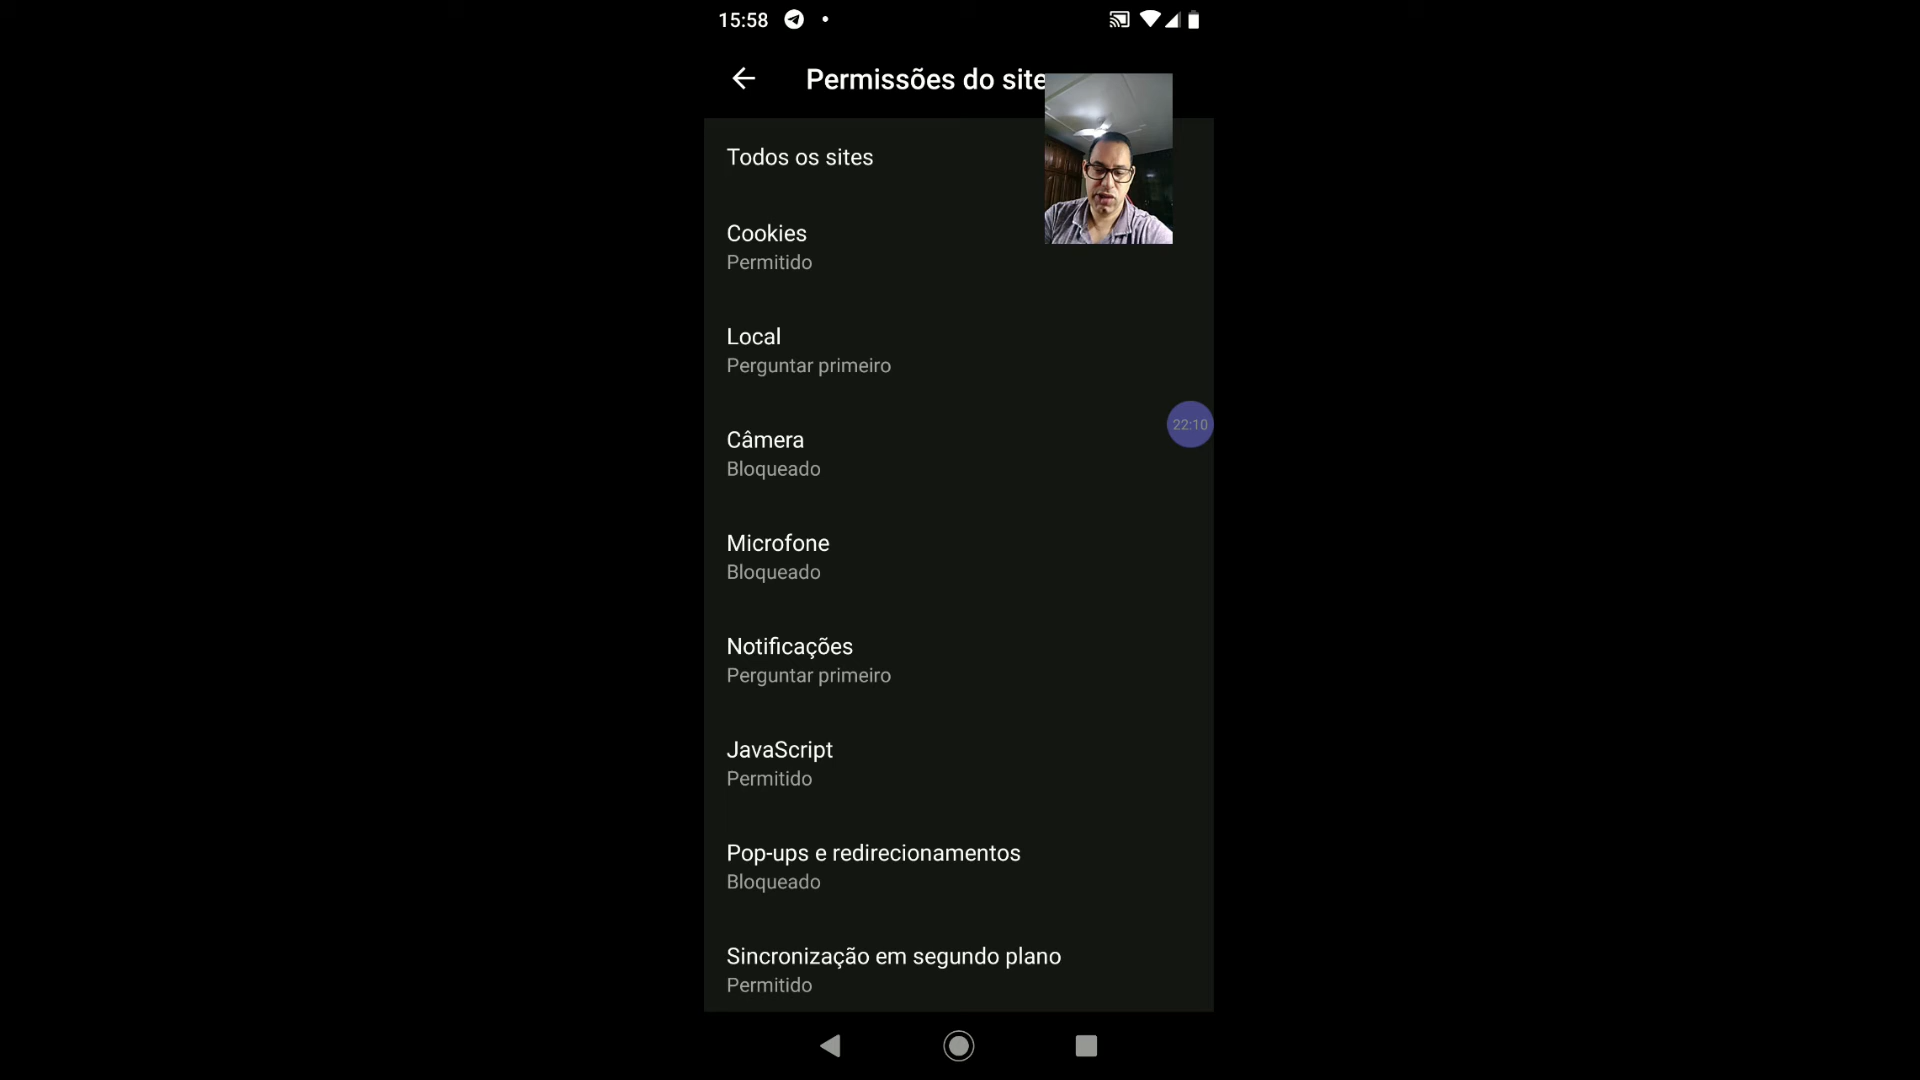 15:58
Permissões do site
Todos os sites
Cookies
Permitido
Local
Perguntar primeiro
22:10
Câmera
Bloqueado
Microfone
Bloqueado
Notificações
Perguntar primeiro
JavaScript
Permitido
Pop-ups e redirecionamentos
Bloqueado
Sincronização em segundo plano
Permitido